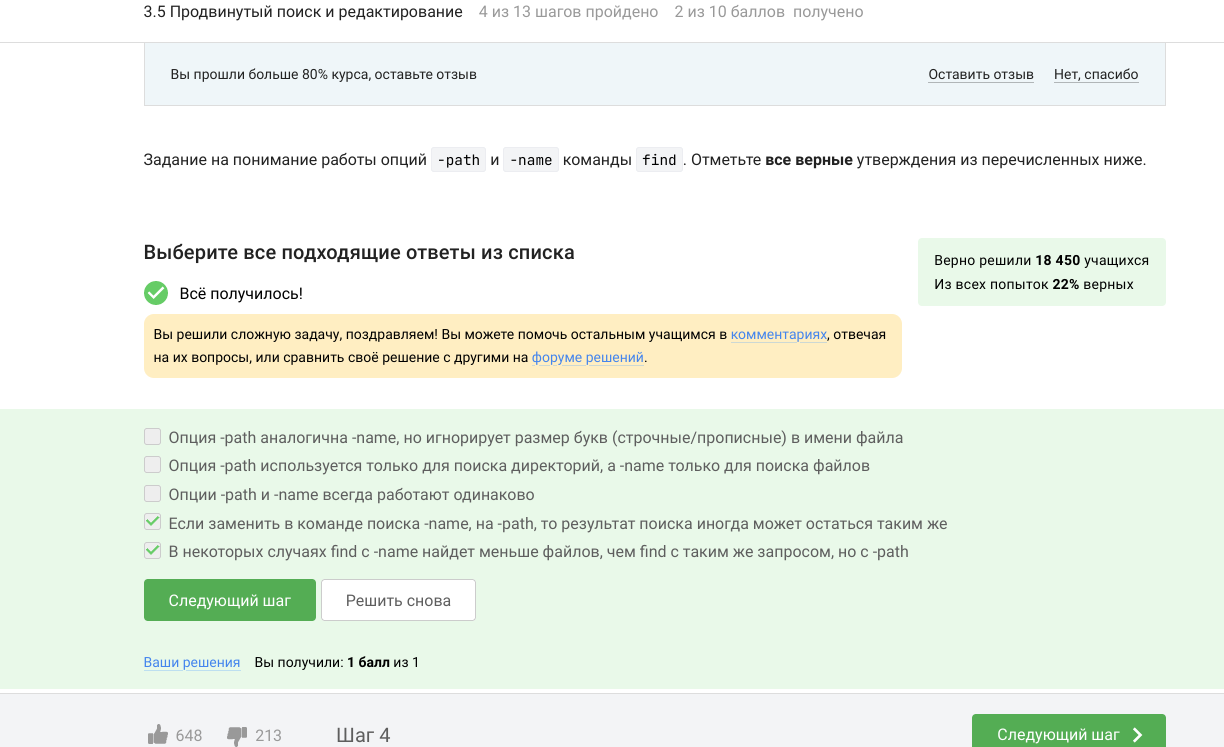 3.5 Продвинутый поиск и редактирование 4 из 13 шагов пройдено 2 из 10 баллов получено
Вы прошли больше 80% курса, оставьте отзыв Оставить отзыв Нет, спасибо
Задание на понимание работы опций -path и -name команды find. Отметьте все верные утверждения из перечисленных ниже.
Выберите все подходящие ответы из списка
Верно решили 18 450 учащихся
Из всех попыток 22% верных
Всё получилось!
Вы решили сложную задачу, поздравляем! Вы можете помочь остальным учащимся в комментариях, отвечая
на их вопросы, или сравнить своё решение с другими на форуме решений.
Опция -path аналогична -name, но игнорирует размер букв (строчные/прописные) в имени файла
Опция -path используется только для поиска директорий, а -name только для поиска файлов
Опции -path и -name всегда работают одинаково
Если заменить в команде поиска -name, на -path, то результат поиска иногда может остаться таким же
В некоторых случаях find с -name найдет меньше файлов, чем find с таким же запросом, но с -path
Следующий шаг Решить снова
Ваши решения Вы получили: 1 балл из 1
648 213 Шаг 4 Следующий шаг